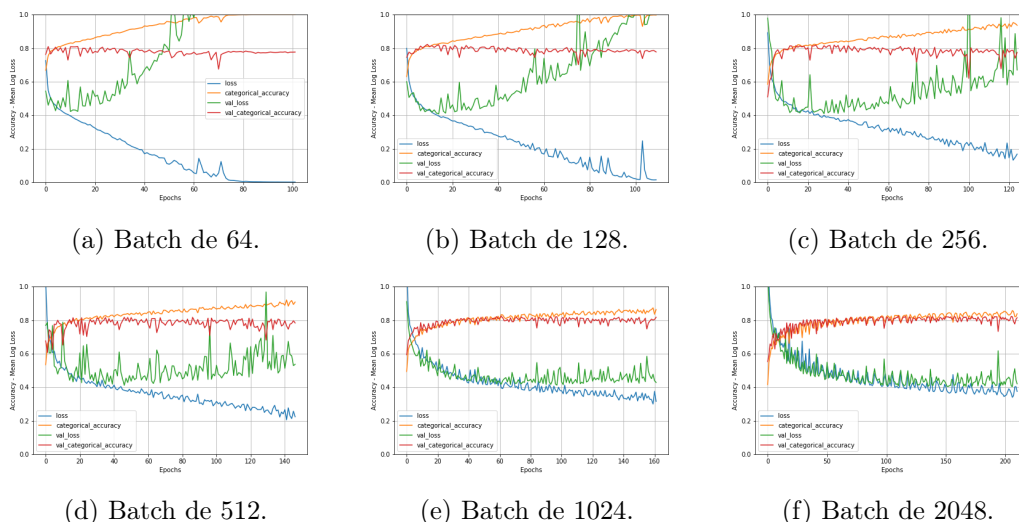 1.0
0.8
0.6
0.4
0.2
0.0
Accuracy - Mean Log Loss
loss
categorical_accuracy
val_loss
val_categorical_accuracy
0 20 40 60 80 100
Epochs
(a) Batch de 64.
1.0
0.8
0.6
0.4
0.2
0.0
Accuracy - Mean Log Loss
loss
categorical_accuracy
val_loss
val_categorical_accuracy
0 20 40 60 80 100
Epochs
(b) Batch de 128.
1.0
0.8
0.6
0.4
0.2
0.0
Accuracy - Mean Log Loss
loss
categorical_accuracy
val_loss
val_categorical_accuracy
0 20 40 60 80 100 120
Epochs
(c) Batch de 256.
1.0
0.8
0.6
0.4
0.2
0.0
Accuracy - Mean Log Loss
loss
categorical_accuracy
val_loss
val_categorical_accuracy
0 20 40 60 80 100 120 140
Epochs
(d) Batch de 512.
1.0
0.8
0.6
0.4
0.2
0.0
Accuracy - Mean Log Loss
loss
categorical_accuracy
val_loss
val_categorical_accuracy
0 20 40 60 80 100 120 140 160
Epochs
(e) Batch de 1024.
1.0
0.8
0.6
0.4
0.2
0.0
Accuracy - Mean Log Loss
loss
categorical_accuracy
val_loss
val_categorical_accuracy
0 50 100 150 200
Epochs
(f) Batch de 2048.